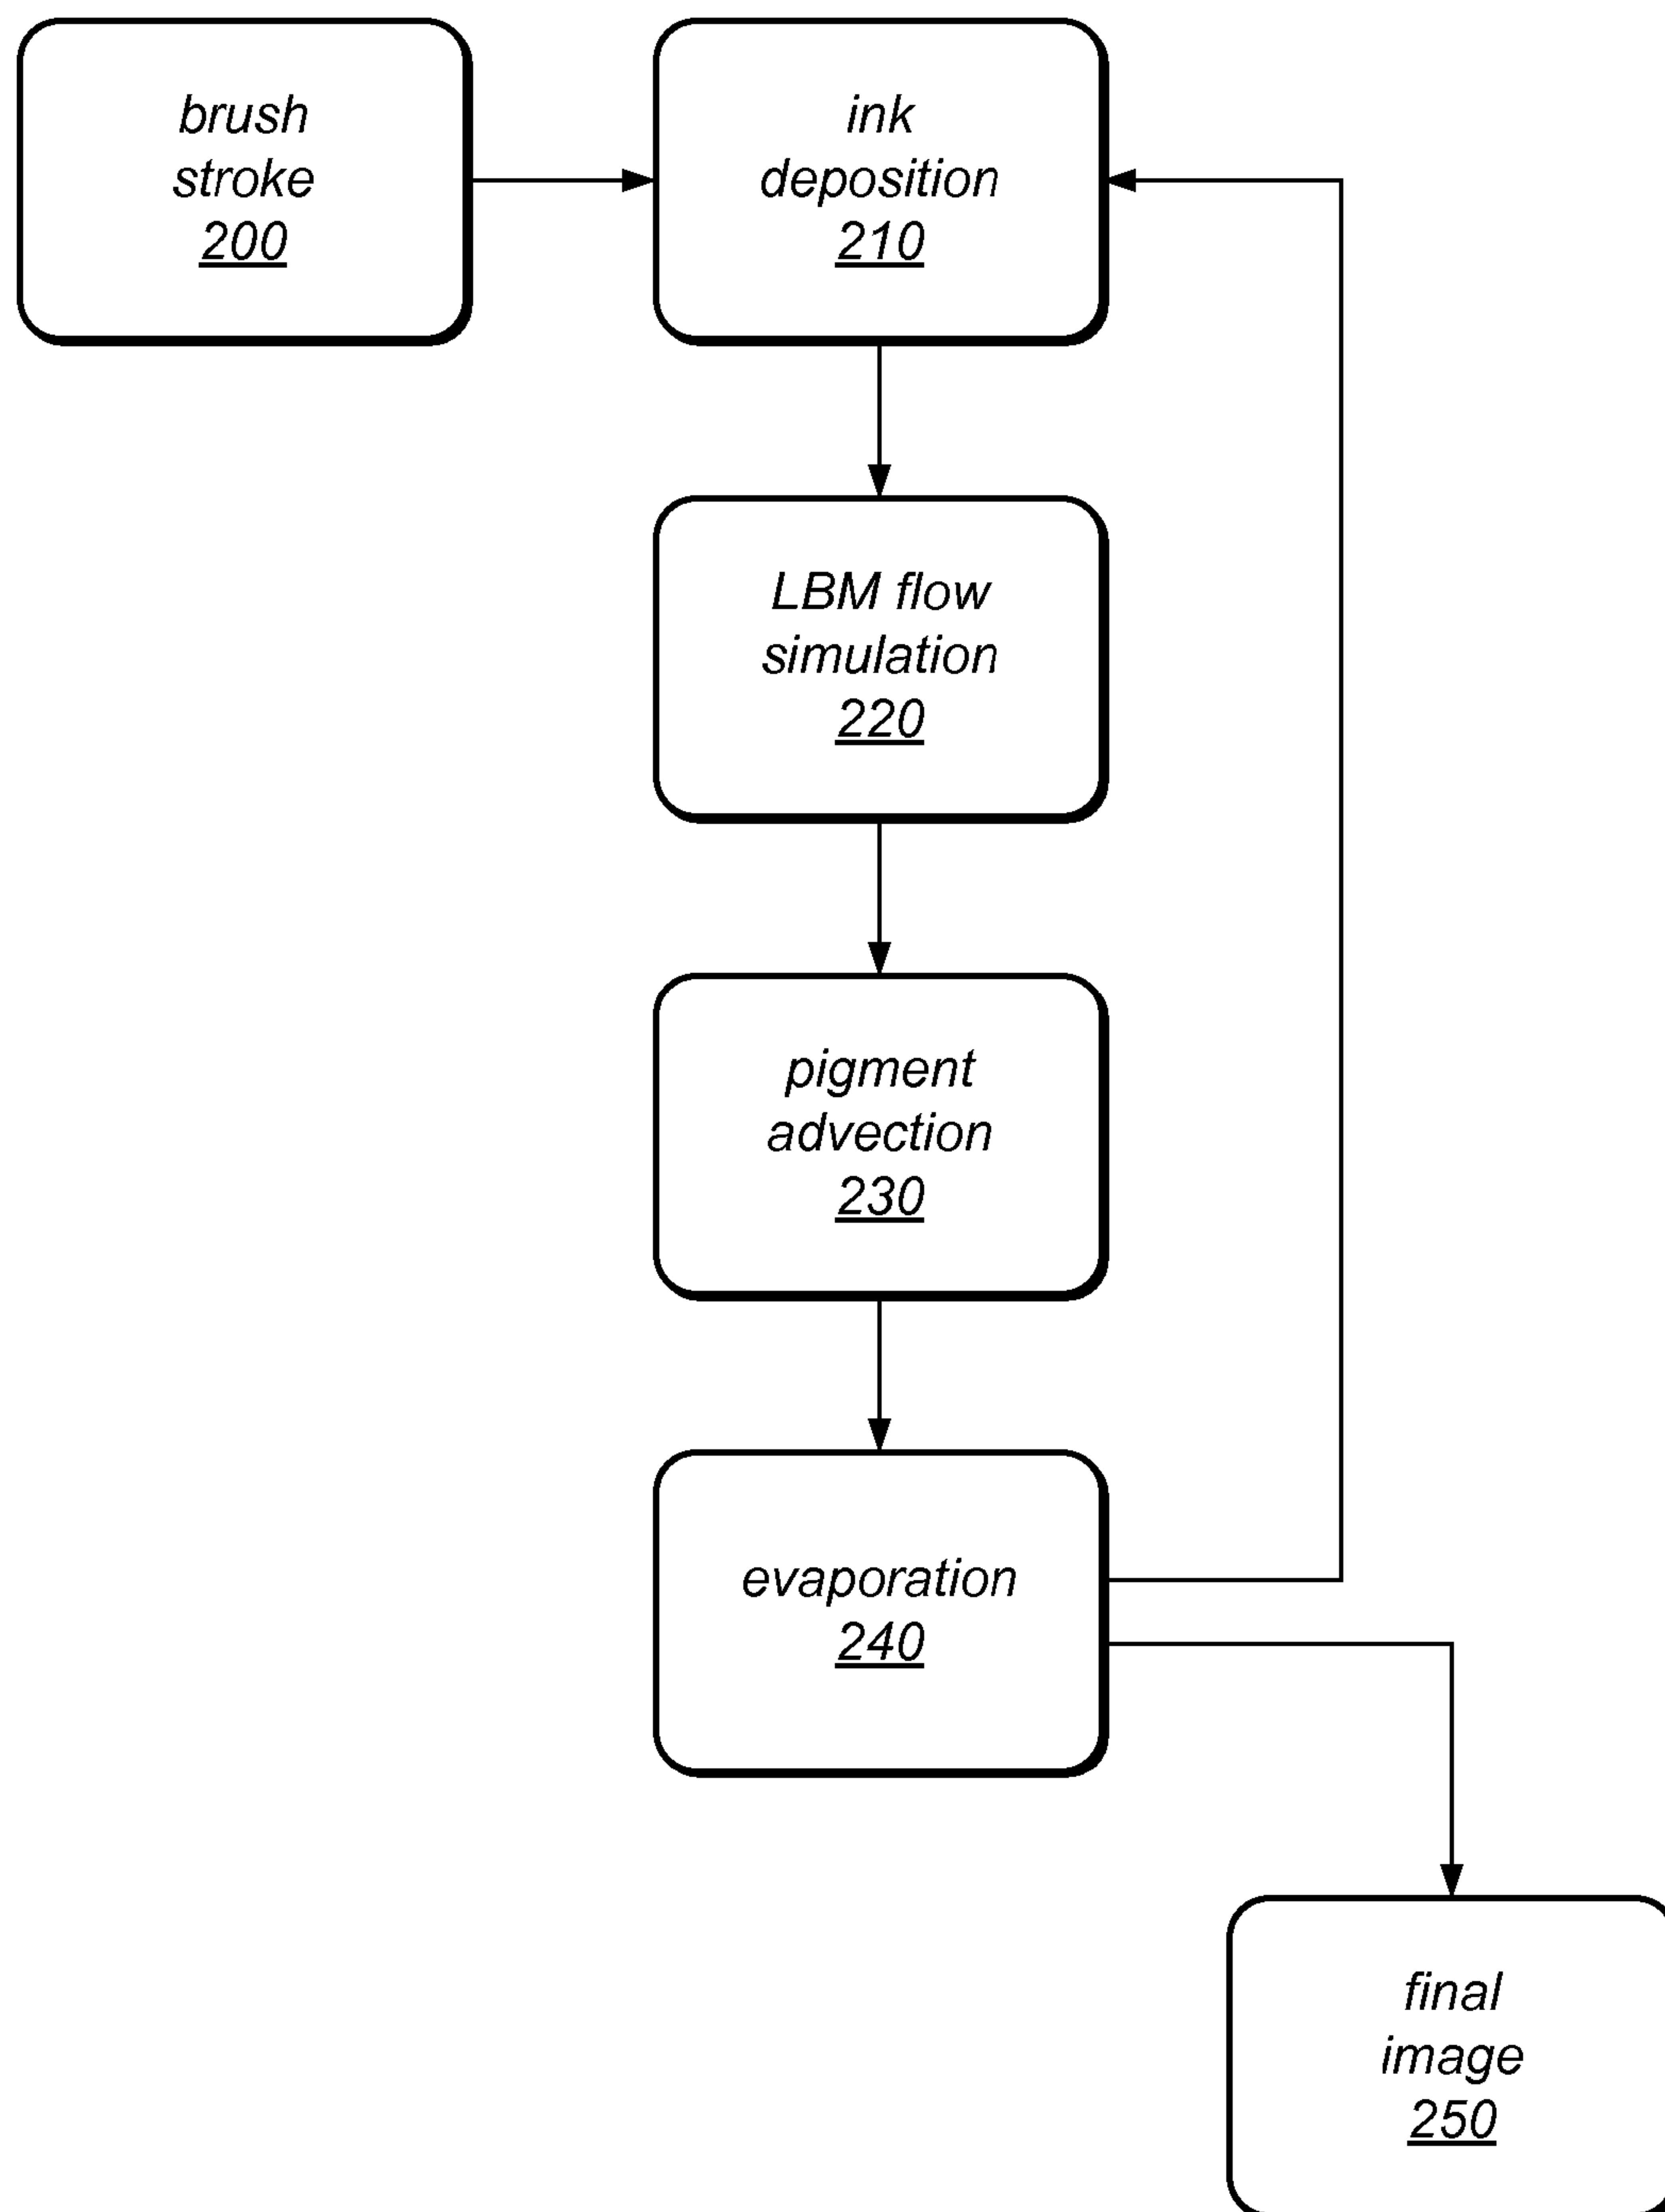 brush
stroke
200
ink
deposition
210
LBM flow
simulation
220
pigment
advection
230
evaporation
240
final
image
250